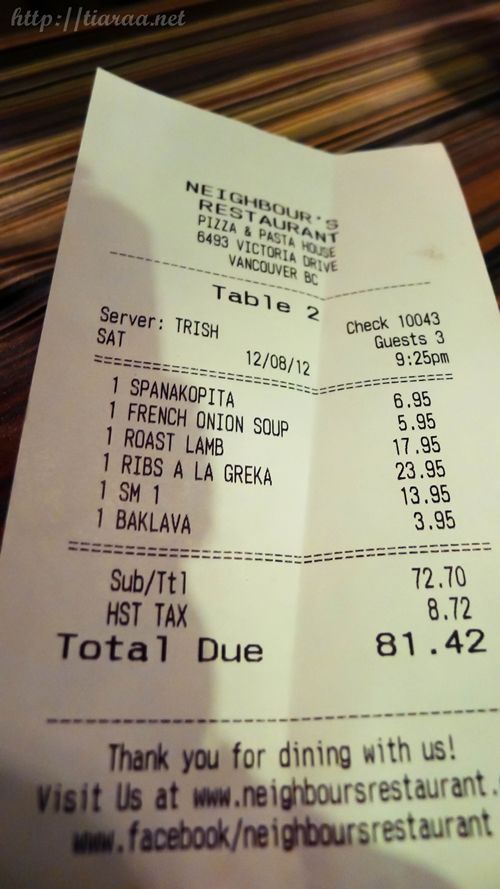 http://tiaraa.net
NEIGHBOUR'S
RESTAURANT
PIZZA & PASTA HOUSE
6493 VICTORIA DRIVE
VANCOUVER BC
Table 2
Server: TRISH Check 10043
SAT Guests 3
12/08/12 9:25pm
1 SPANAKOPITA 6.95
1 FRENCH ONION SOUP 5.95
1 ROAST LAMB 17.95
1 RIBS A LA GREKA 23.95
1 SM 1 13.95
1 BAKLAVA 3.95
Sub/Ttl 72.70
HST TAX 8.72
Total Due 81.42
Thank you for dining with us!
Visit Us at www.neighboursrestaurant.
www.facebook/neighboursrestaurant